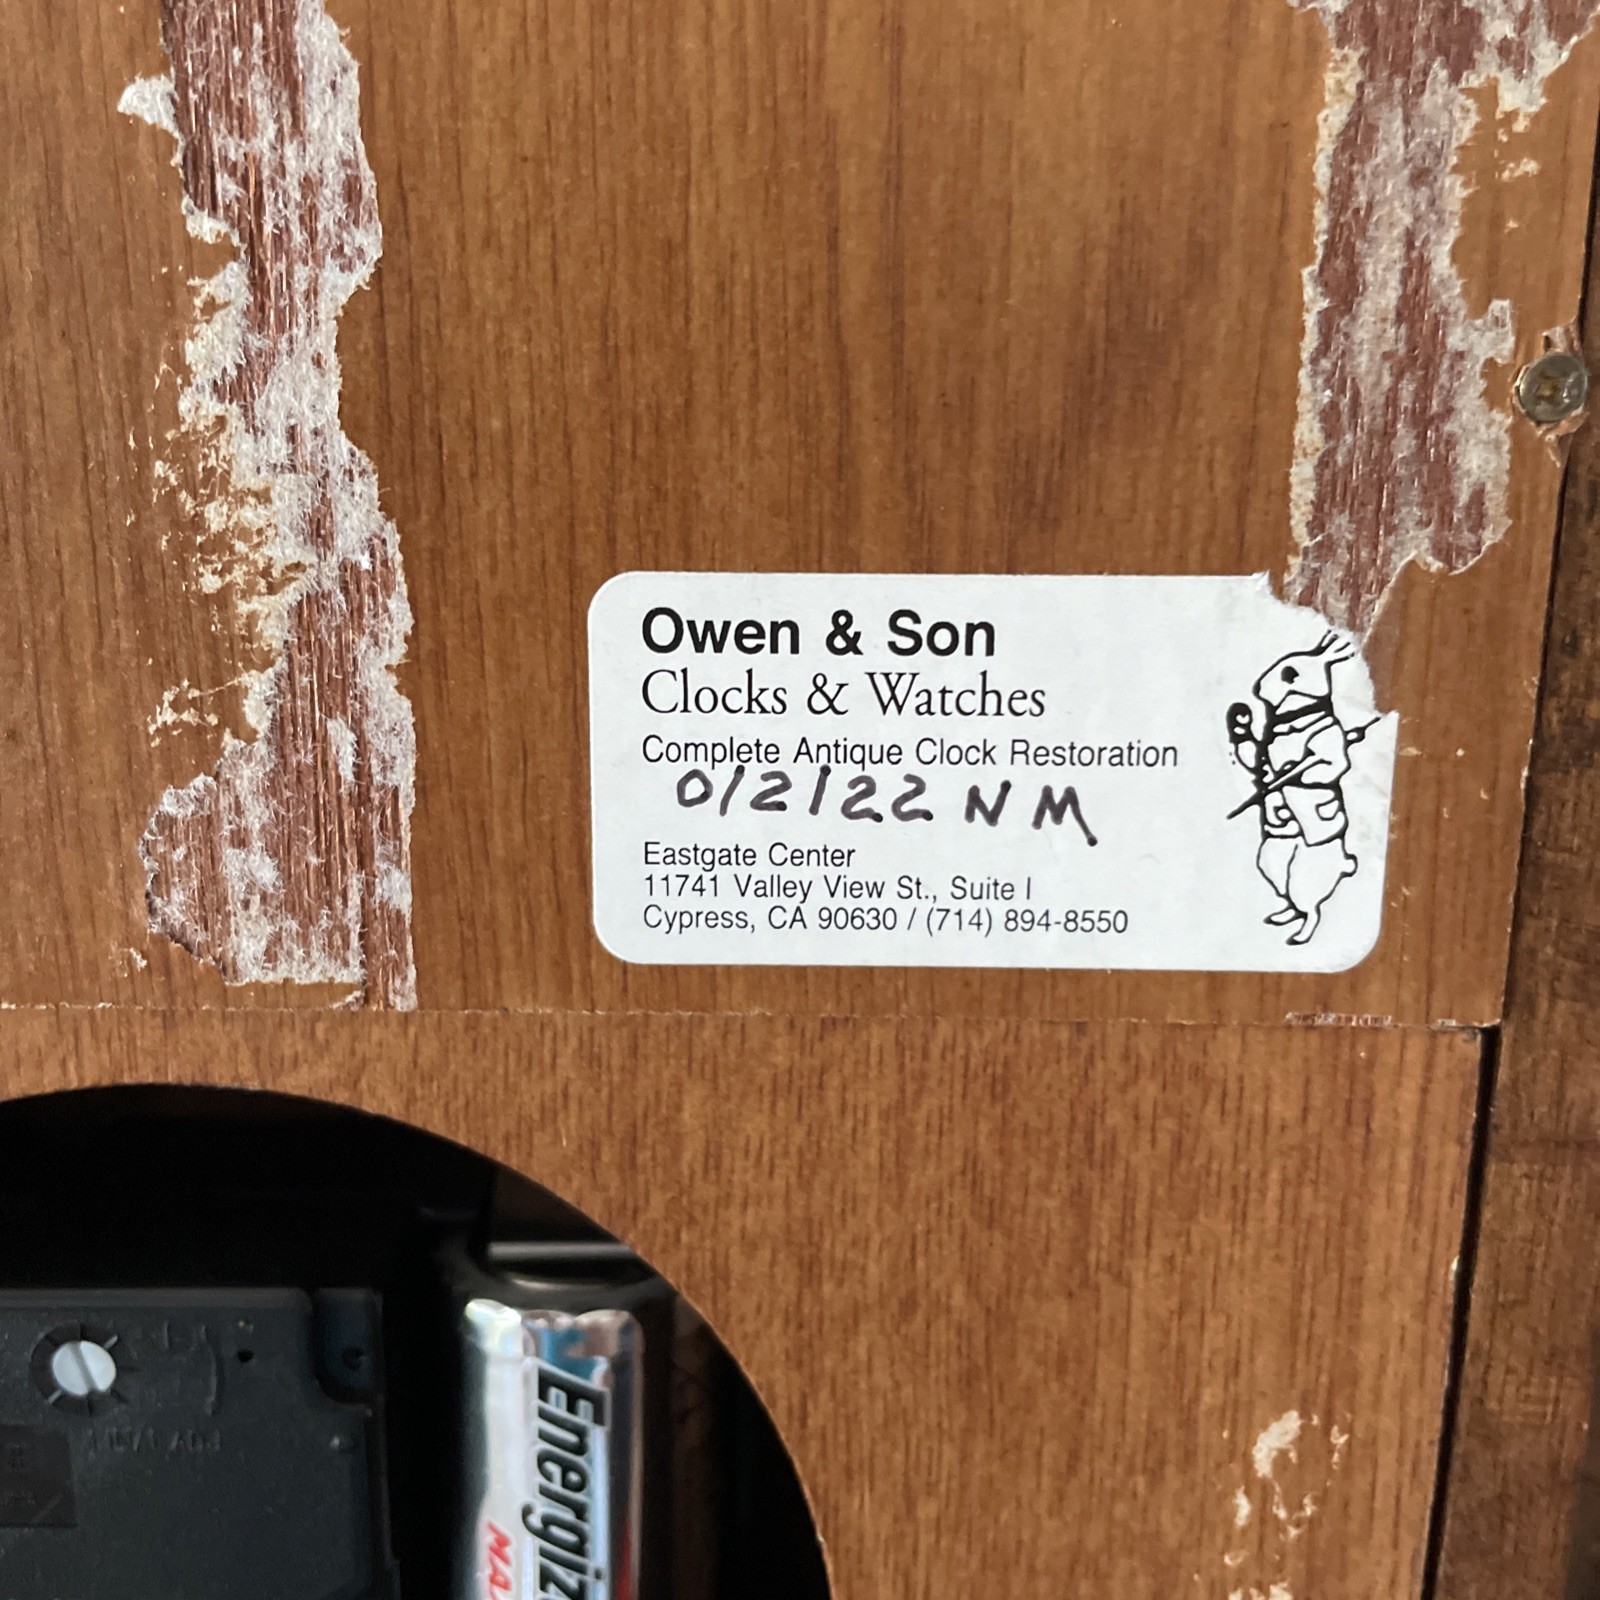 Owen & Son
Clocks & Watches
Complete Antique Clock Restoration
0/2/22 NM
Eastgate Center
11741 Valley View St., Suite I
Cypress, CA 90630 / (714) 894-8550
Energiz
MA